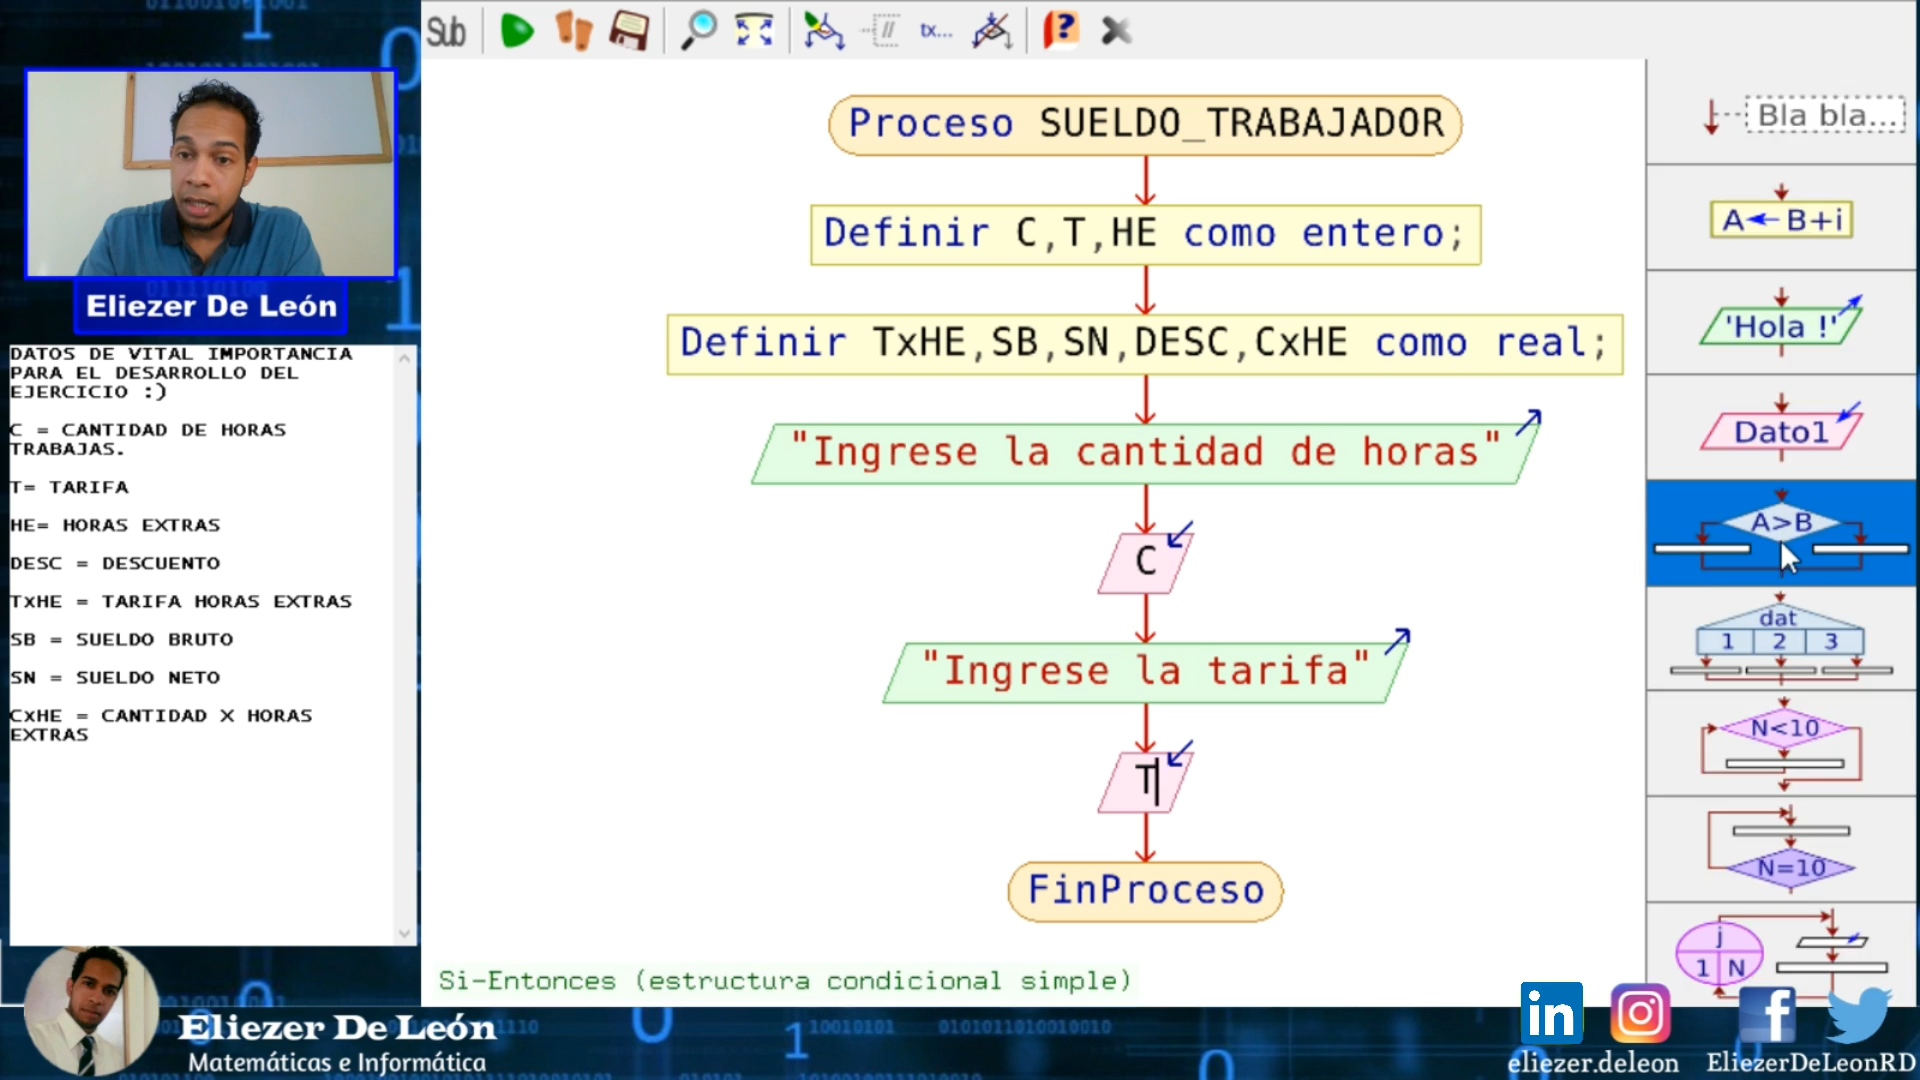 Sub
tx...
Proceso SUELDO_TRABAJADOR
Definir C,T,HE como entero;
Definir TxHE,SB,SN,DESC,CxHE como real;
"Ingrese la cantidad de horas"
C
"Ingrese la tarifa"
T
FinProceso
Si-Entonces (estructura condicional simple)
Bla bla...
A B+i
'Hola !'
Dato1
A>B
dat
1 2 3
N<10
N=10
j
1 N
Eliezer De León
DATOS DE VITAL IMPORTANCIA
PARA EL DESARROLLO DEL
EJERCICIO :)
C = CANTIDAD DE HORAS
TRABAJAS.
T= TARIFA
HE= HORAS EXTRAS
DESC = DESCUENTO
TxHE = TARIFA HORAS EXTRAS
SB = SUELDO BRUTO
SN = SUELDO NETO
CxHE = CANTIDAD X HORAS
EXTRAS
Eliezer De León
Matemáticas e Informática
in
f
eliezer.deleon
EliezerDeLeonRD